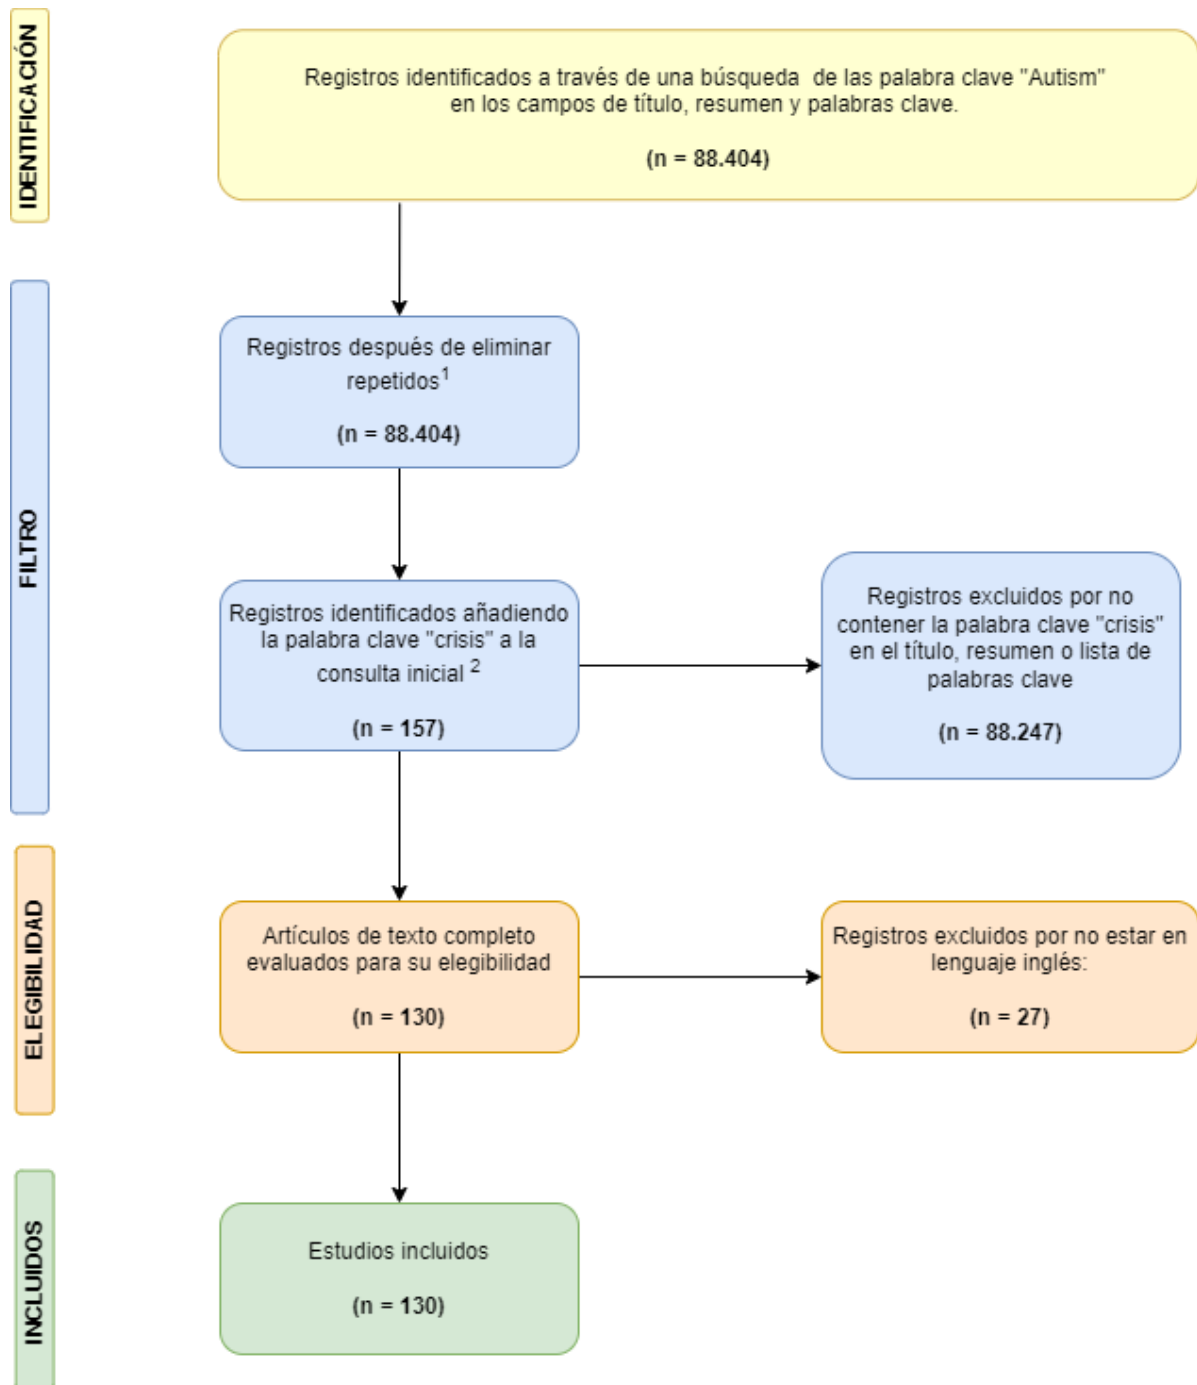 IDENTIFICACIÓN
Registros identificados a través de una búsqueda  de las palabra clave "Autism"
en los campos de título, resumen y palabras clave.
(n = 88.404)
FILTRO
Registros después de eliminar
repetidos¹
(n = 88.404)
Registros identificados añadiendo
la palabra clave "crisis" a la
consulta inicial ²
(n = 157)
Registros excluidos por no
contener la palabra clave "crisis"
en el título, resumen o lista de
palabras clave
(n = 88.247)
ELEGIBILIDAD
Artículos de texto completo
evaluados para su elegibilidad
(n = 130)
Registros excluidos por no estar en
lenguaje inglés:
(n = 27)
INCLUIDOS
Estudios incluidos
(n = 130)